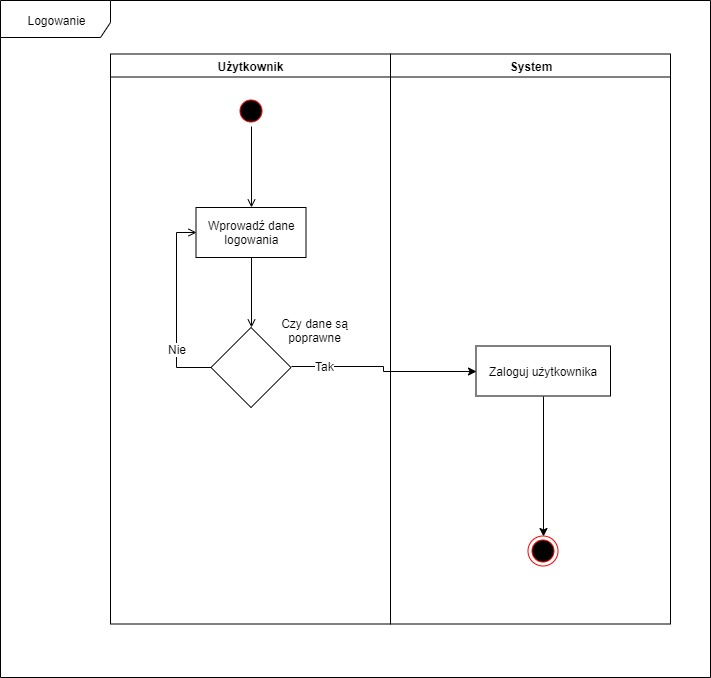 Logowanie
Użytkownik
System
Wprowadź dane
logowania
Czy dane są
poprawne
Nie
Tak
Zaloguj użytkownika